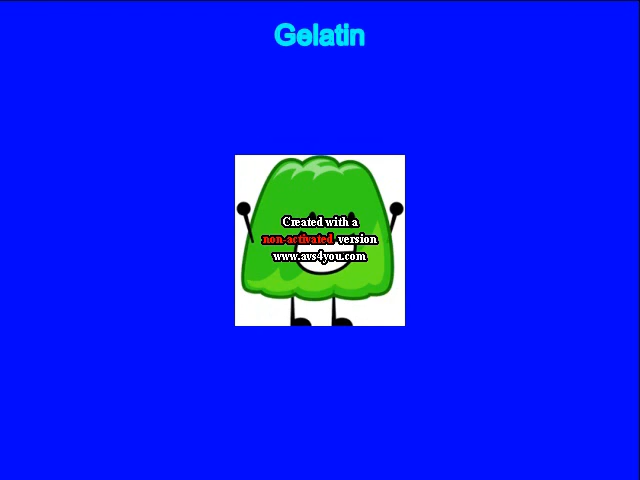 Gelatin
Created with a
non-activated version
www.avs4you.com